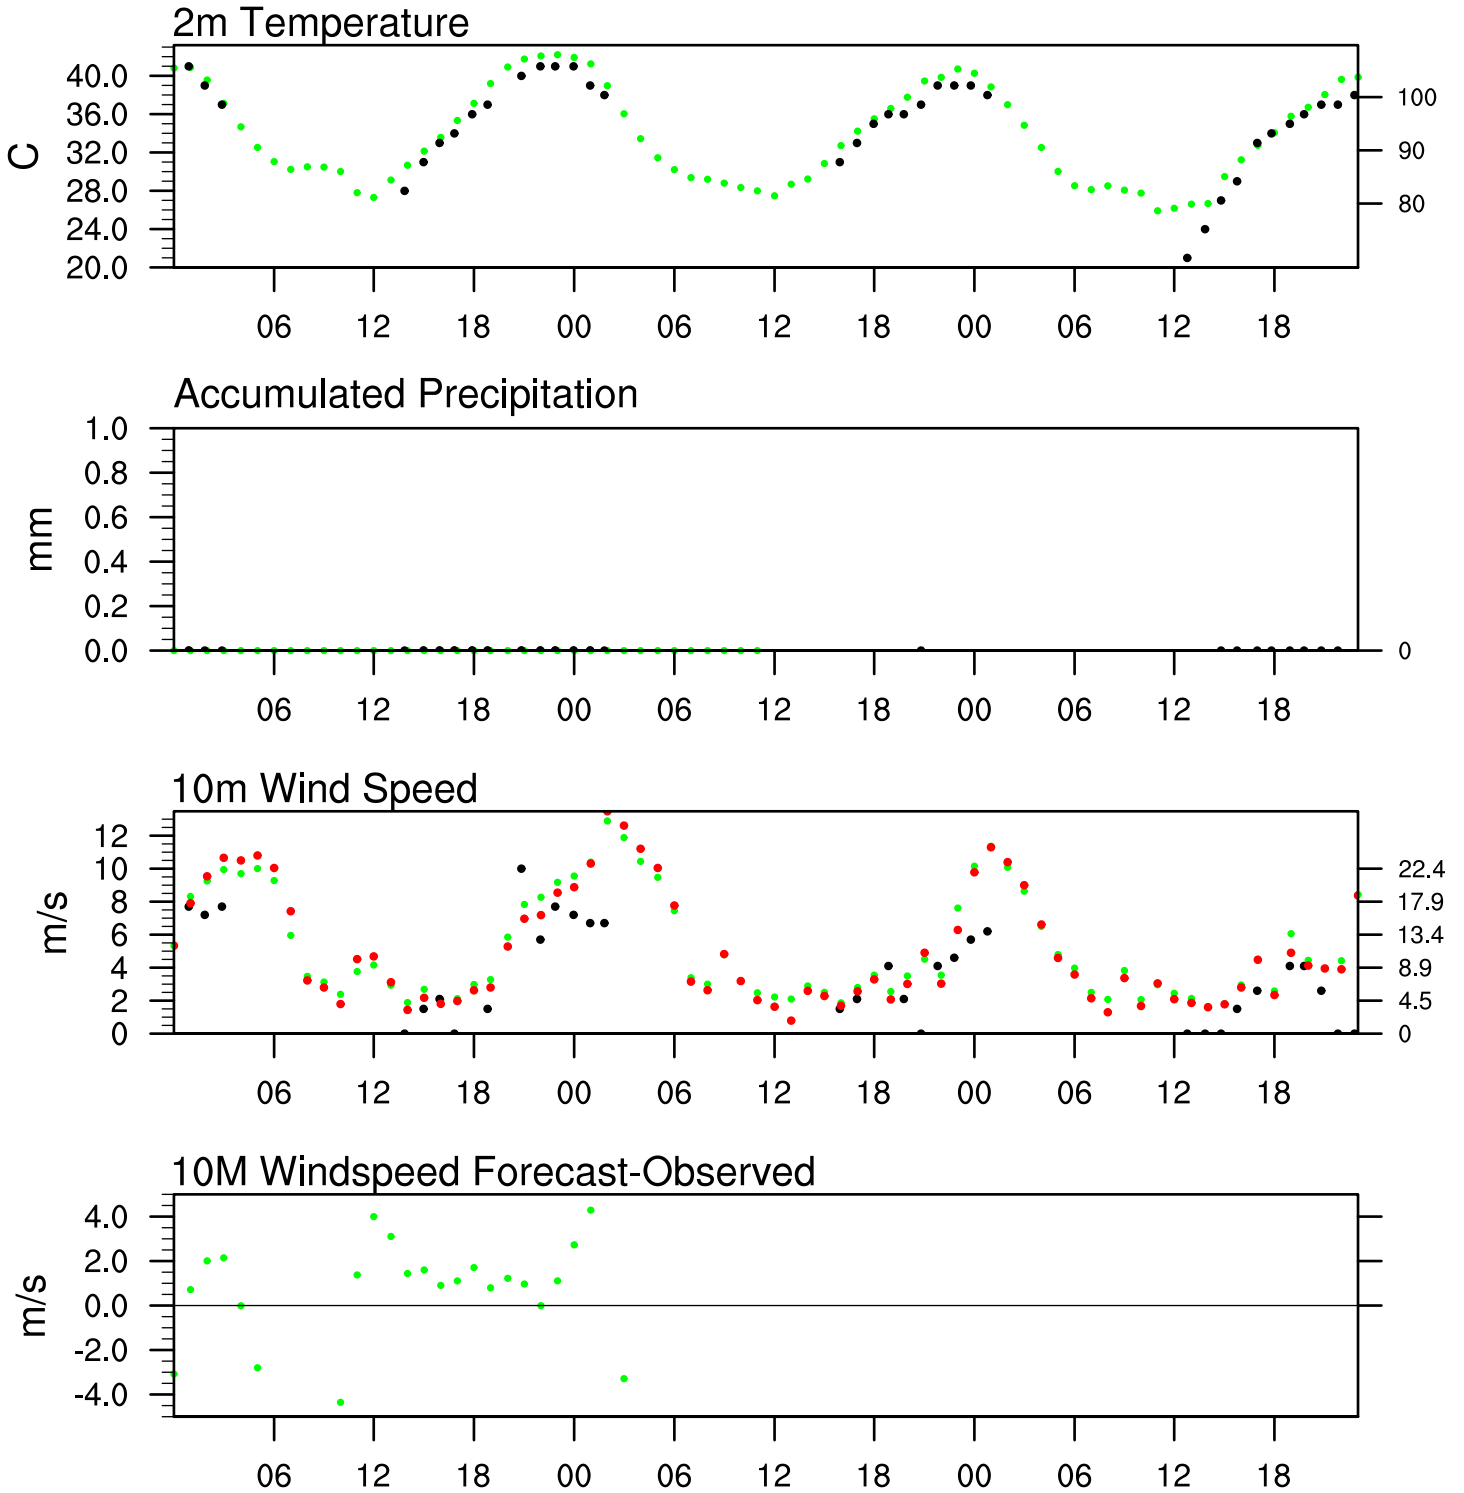 2m Temperature
40.0
36.0
32.0
28.0
24.0
20.0
C
100
90
80
06 12 18 00 06 12 18 00 06 12 18
Accumulated Precipitation
1.0
0.8
0.6
0.4
0.2
0.0
mm
0
06 12 18 00 06 12 18 00 06 12 18
10m Wind Speed
12
10
8
6
4
2
0
m/s
22.4
17.9
13.4
8.9
4.5
0
06 12 18 00 06 12 18 00 06 12 18
10M Windspeed Forecast-Observed
4.0
2.0
0.0
-2.0
-4.0
m/s
06 12 18 00 06 12 18 00 06 12 18